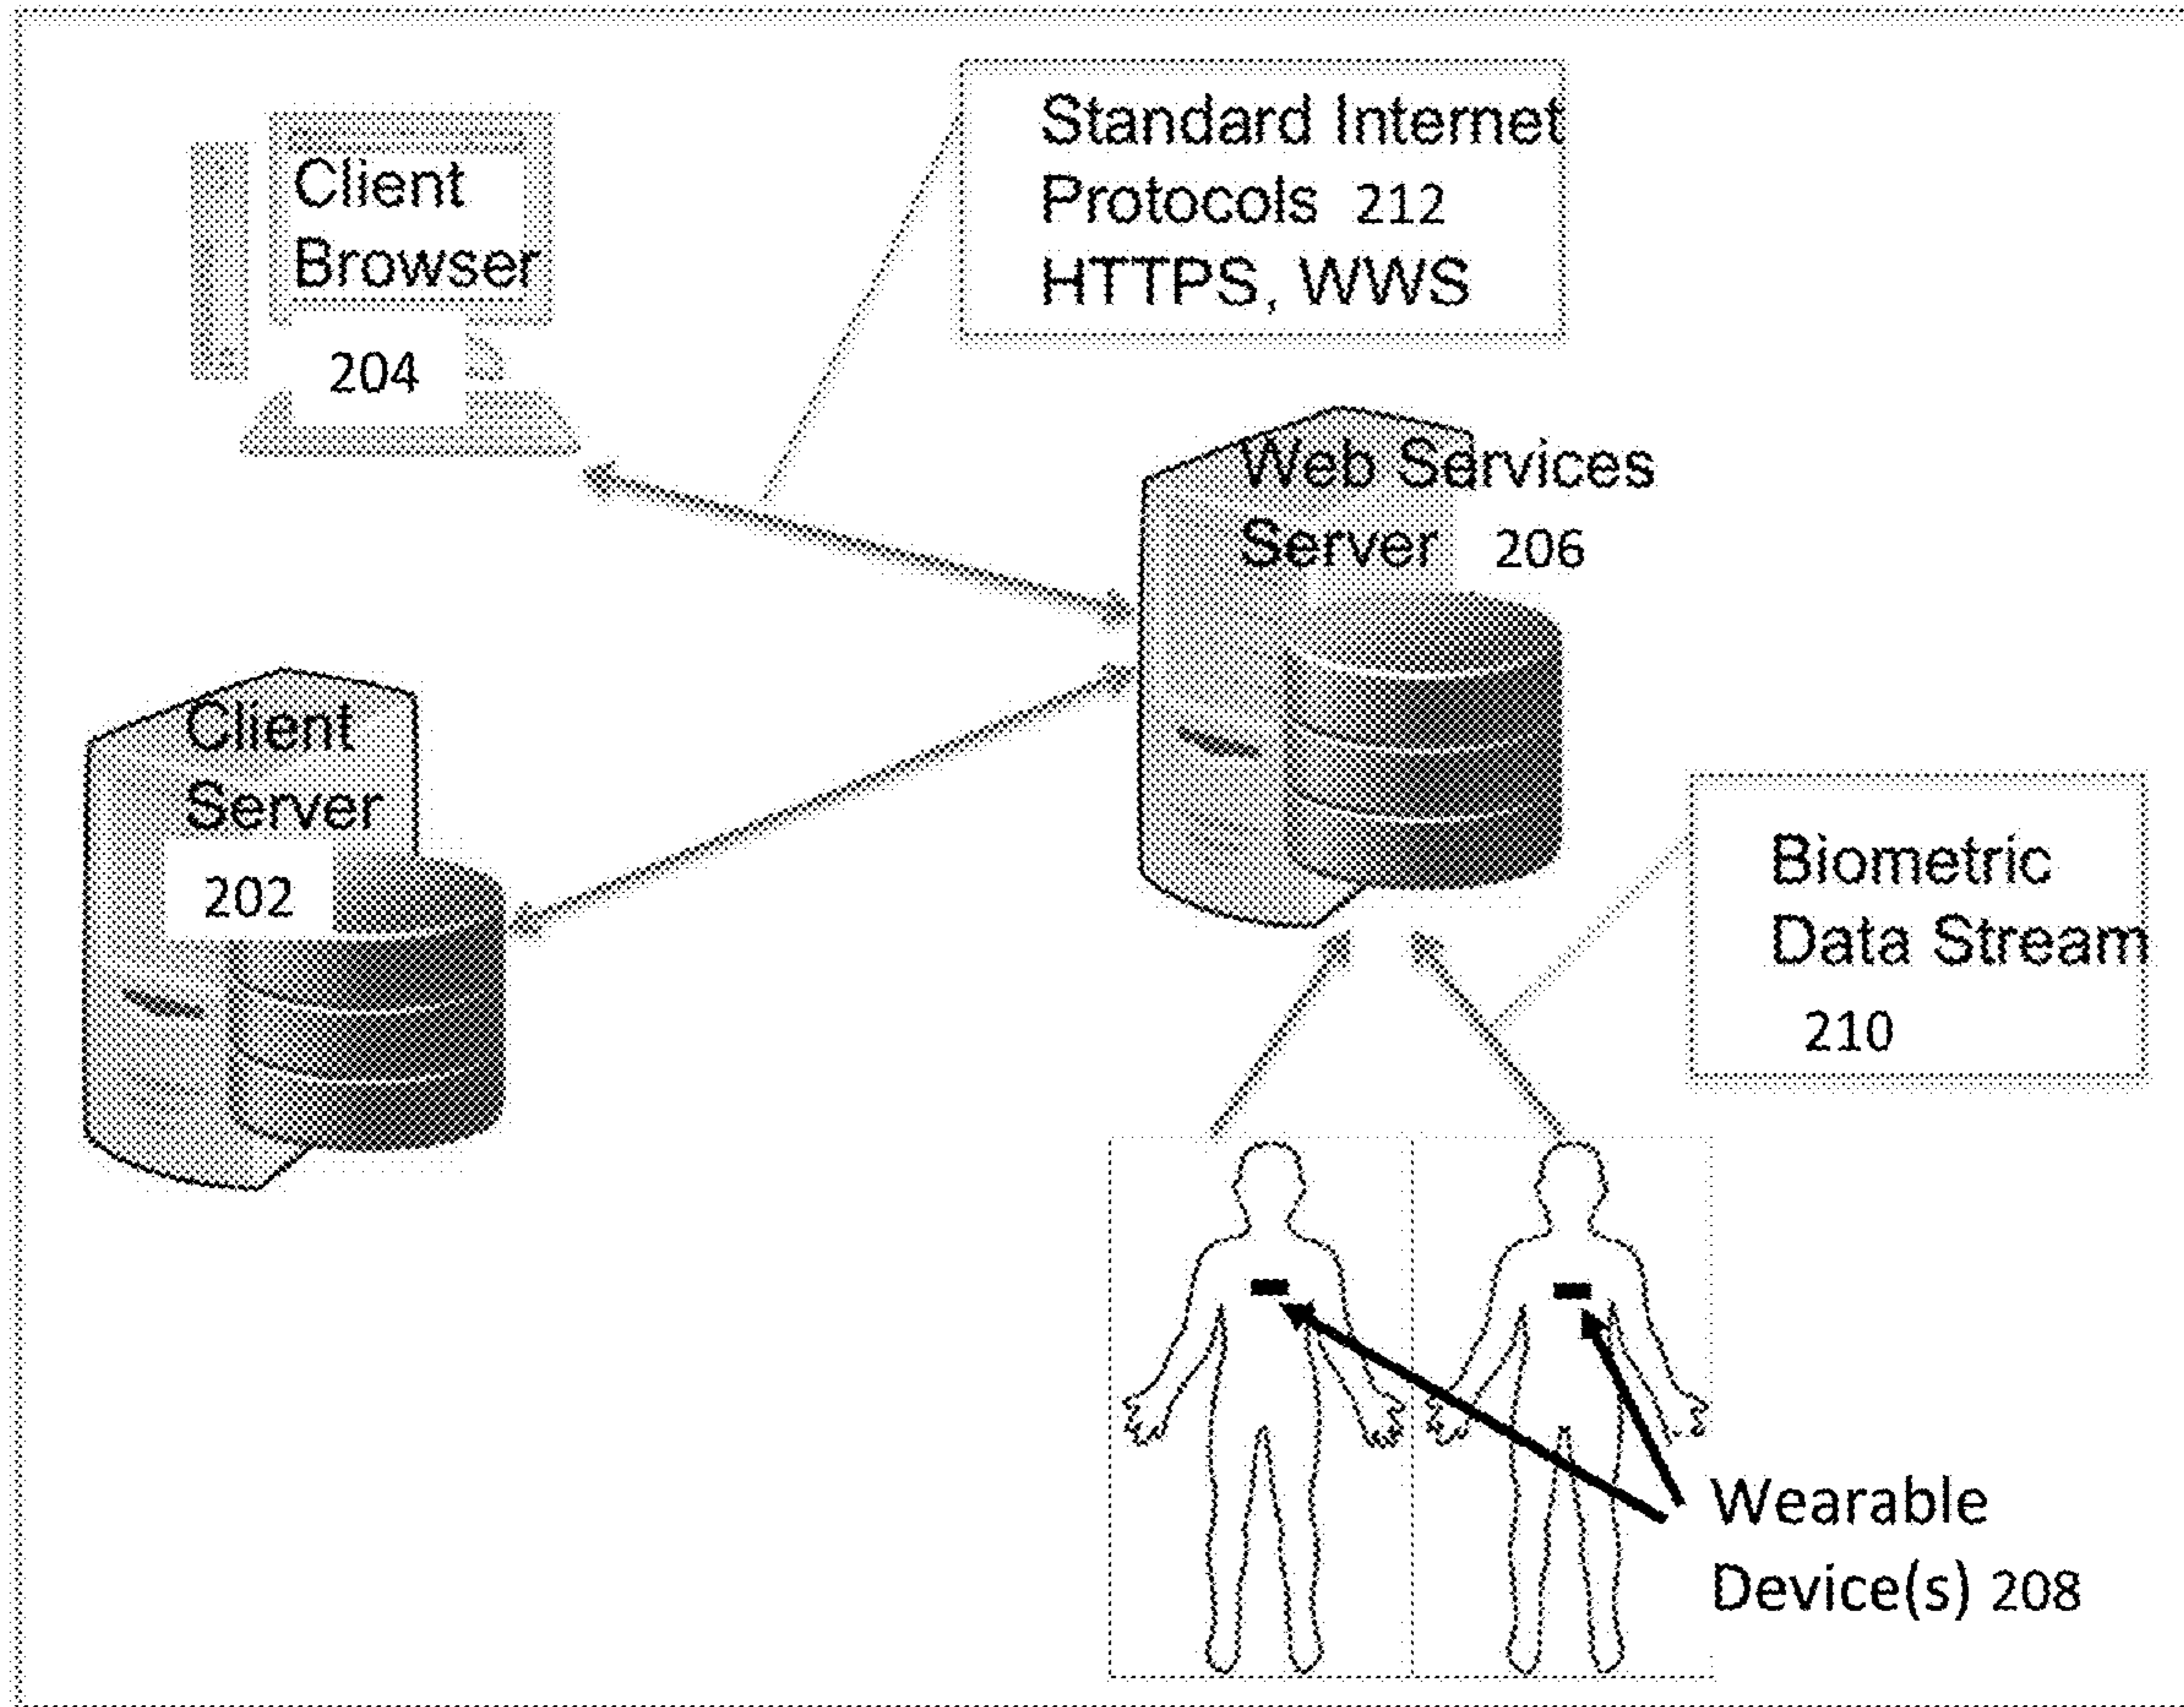 Client
Browser
204
Standard Internet
Protocols 212
HTTPS, WWS
Web Services
Server 206
Client
Server
202
Biometric
Data Stream
210
Wearable
Device(s) 208